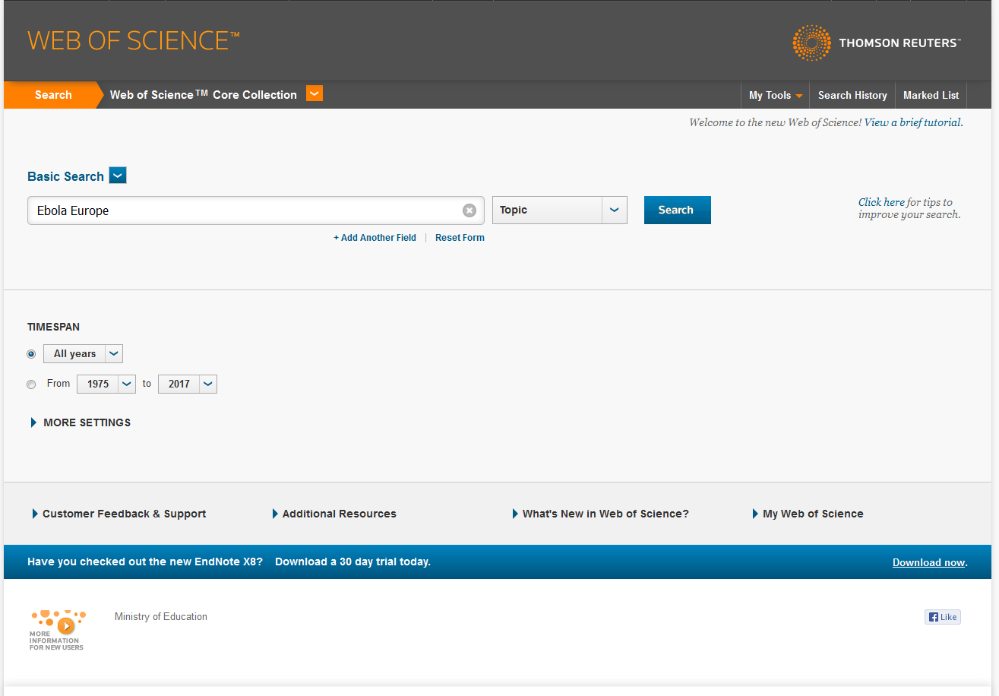 WEB OF SCIENCE™
THOMSON REUTERS™
Search
Web of Science™ Core Collection
My Tools
Search History
Marked List
Welcome to the new Web of Science! View a brief tutorial.
Basic Search
Ebola Europe
Topic
Search
Click here for tips to
improve your search.
+ Add Another Field
Reset Form
TIMESPAN
All years
From 1975 to 2017
MORE SETTINGS
Customer Feedback & Support
Additional Resources
What's New in Web of Science?
My Web of Science
Have you checked out the new EndNote X8? Download a 30 day trial today.
Download now.
MORE
INFORMATION
FOR NEW USERS
Ministry of Education
Like